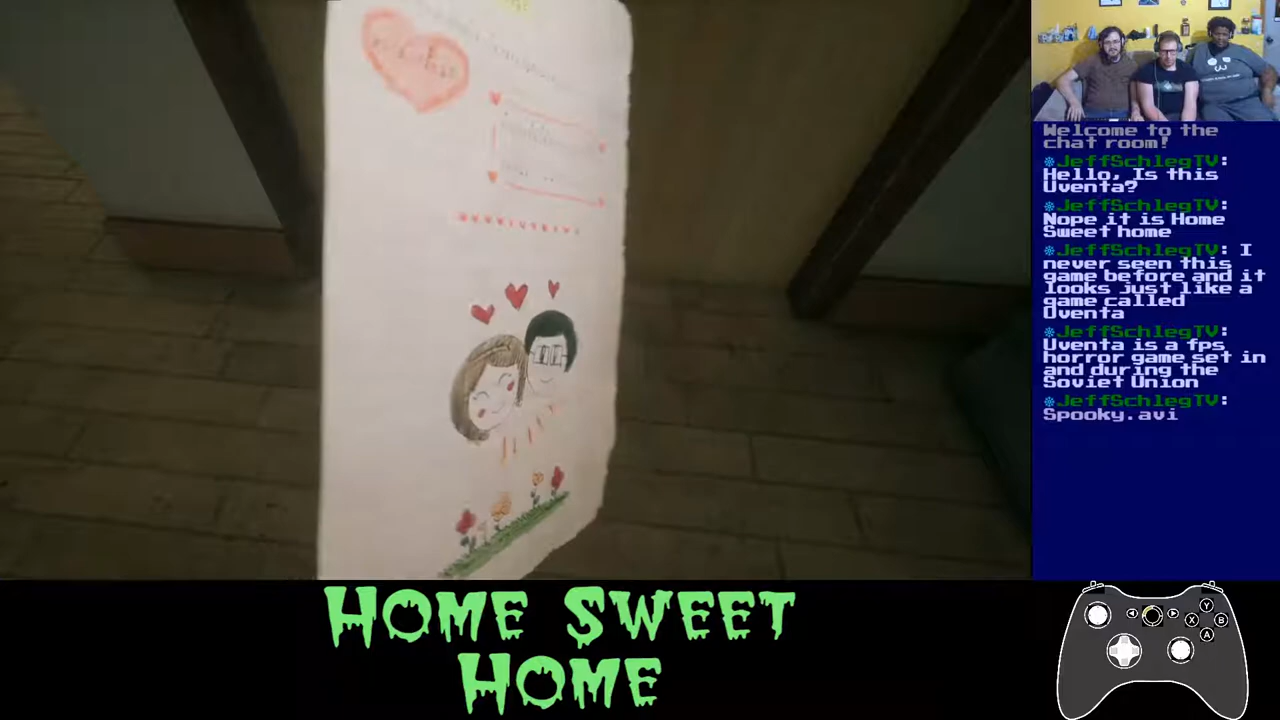 Welcome to the
chat room!
JeffSchlegTV:
Hello, Is this
Uventa?
JeffSchlegTV:
Nope it is Home
Sweet home
JeffSchlegTV: I
never seen this
game before and it
looks just like a
game called
Uventa
JeffSchlegTV:
Uventa is a fps
horror game set in
and during the
Soviet Union
JeffSchlegTV:
Spooky.avi
HOME SWEET
HOME
Y
X B
A